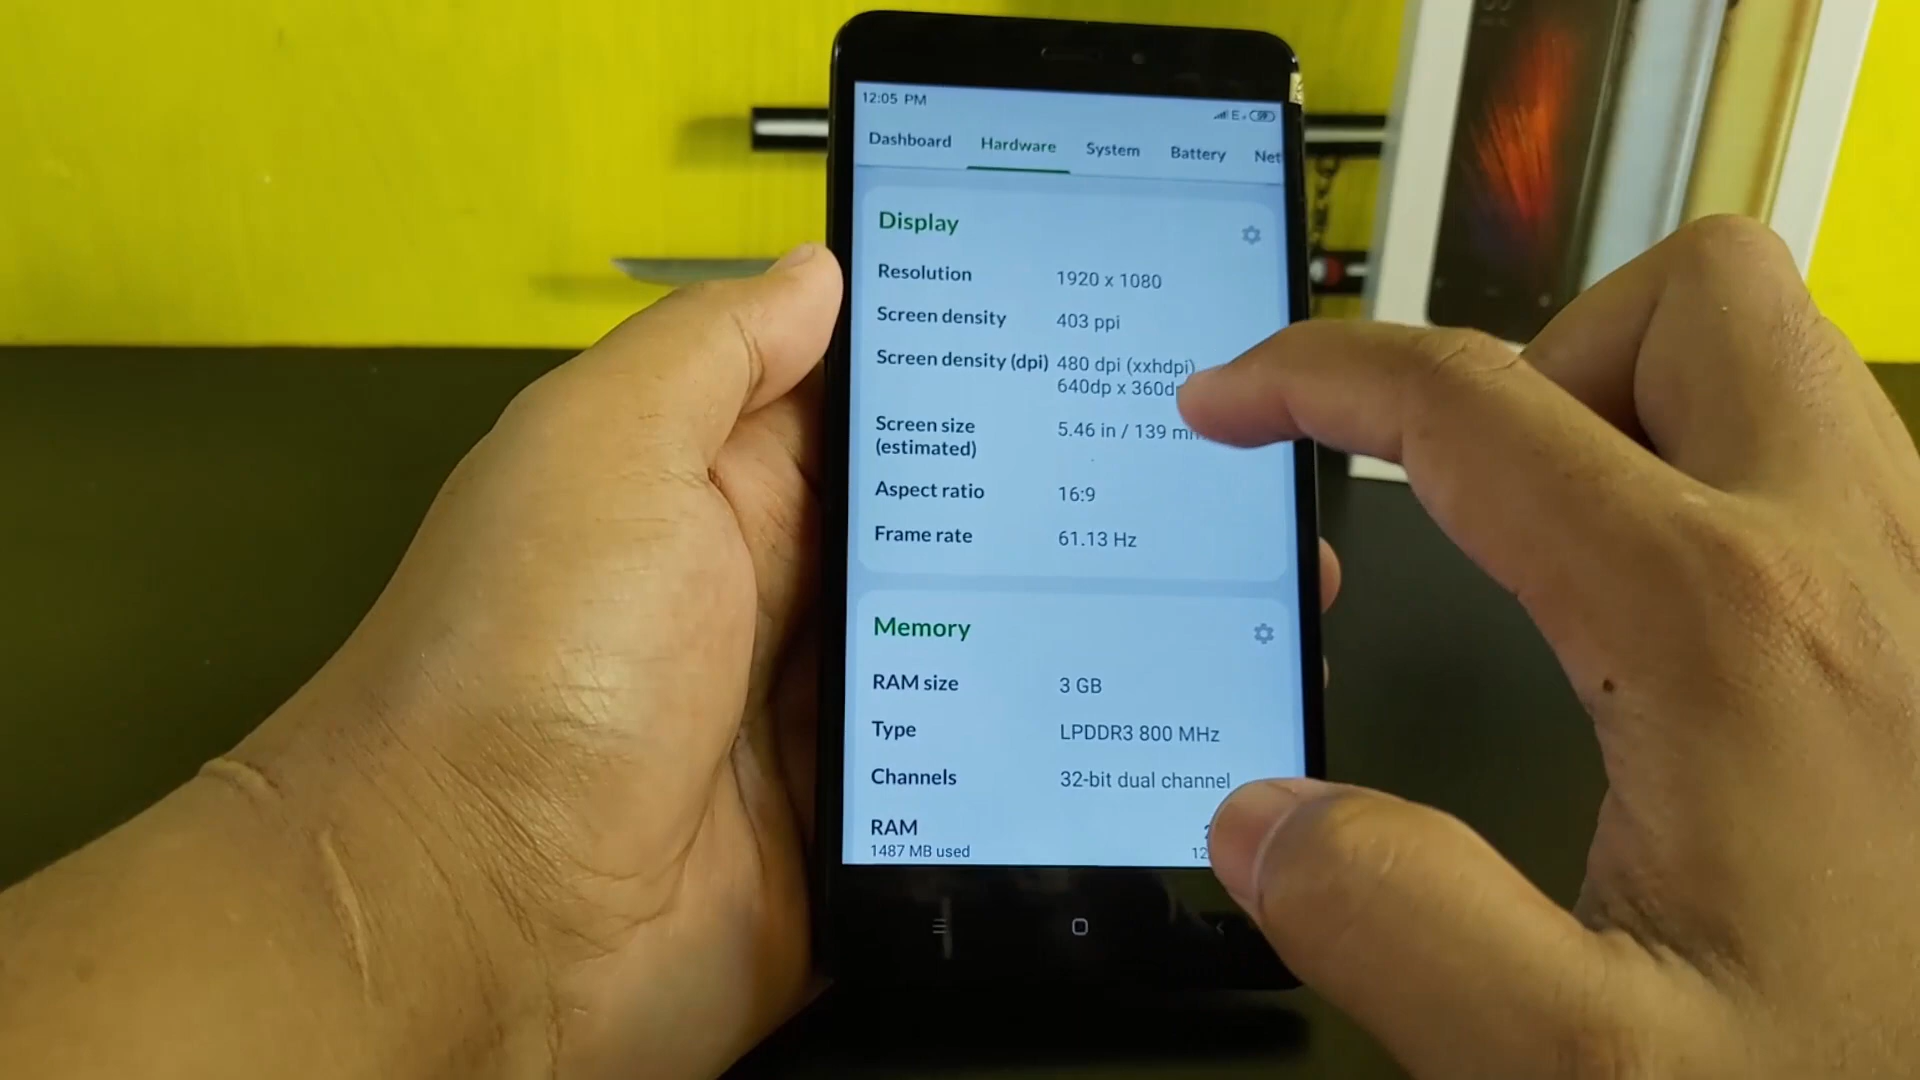 12:05 PM
E
Dashboard Hardware System Battery Net
Display
Resolution 1920 x 1080
Screen density 403 ppi
Screen density (dpi) 480 dpi (xxhdpi)
640dp x 360d
Screen size 5.46 in / 139 m
(estimated)
Aspect ratio 16:9
Frame rate 61.13 Hz
Memory
RAM size 3 GB
Type LPDDR3 800 MHz
Channels 32-bit dual channel
RAM
1487 MB used 12